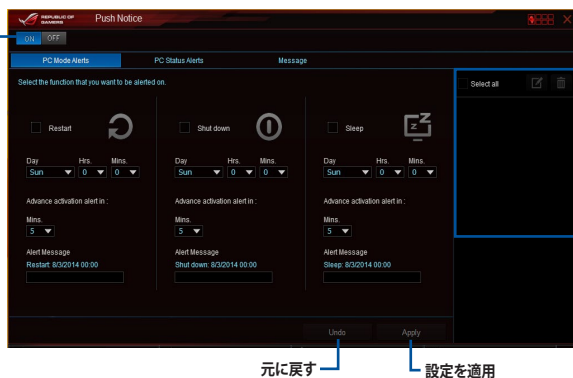 REPUBLIC OF GAMERS Push Notice
ON OFF
PC Mode Alerts PC Status Alerts Message
Select the function that you want to be alerted on.
Select all
Restart Shut down Sleep
Day Hrs. Mins. Day Hrs. Mins. Day Hrs. Mins.
Sun 0 0 Sun 0 0 Sun 0 0
Advance activation alert in : Advance activation alert in : Advance activation alert in :
Mins. Mins. Mins.
5 5 5
Alert Message Alert Message Alert Message
Restart: 8/3/2014 00:00 Shut down: 8/3/2014 00:00 Sleep: 8/3/2014 00:00
Undo Apply
元に戻す 設定を適用